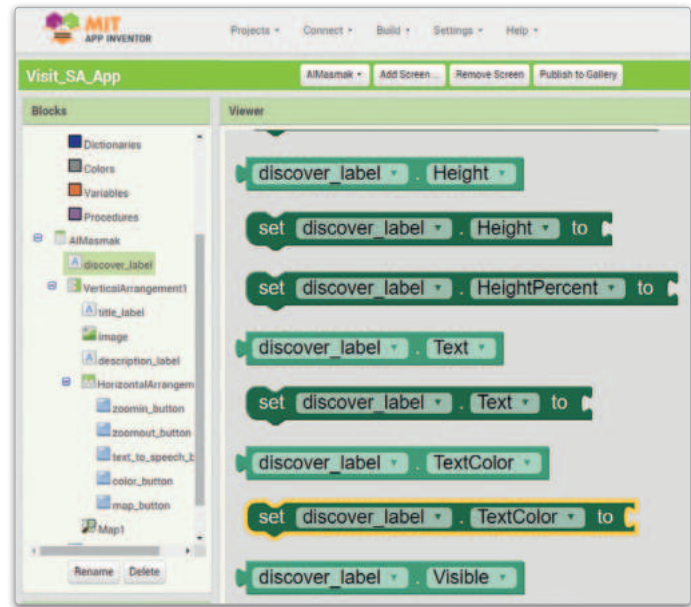 MIT
APP INVENTOR
Projects Connect Build Settings Help
Visit_SA_App
AlMasmak Add Screen... Remove Screen Publish to Gallery
Blocks
Viewer
Dictionaries
Colors
Variables
Procedures
AlMasmak
discover_label
VerticalArrangement1
title_label
image
description_label
HorizontalArrangem
zoomin_button
zoomout_button
text_to_speech_b
color_button
map_button
Map1
Rename Delete
discover_label . Height
set discover_label . Height to
set discover_label . HeightPercent to
discover_label . Text
set discover_label . Text to
discover_label . TextColor
set discover_label . TextColor to
discover_label . Visible